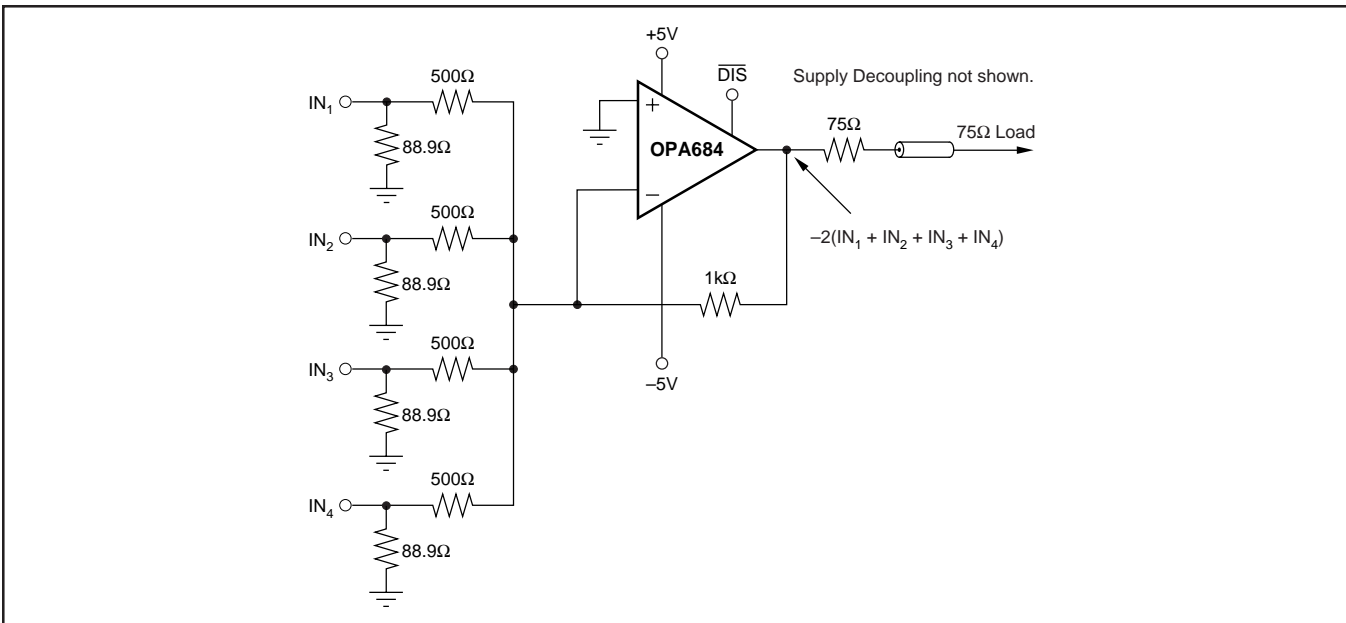 +5V
DIS
Supply Decoupling not shown.
500Ω
IN1
88.9Ω
+
OPA684
−
75Ω
75Ω Load
500Ω
IN2
88.9Ω
–2(IN1 + IN2 + IN3 + IN4)
1kΩ
500Ω
IN3
88.9Ω
–5V
500Ω
IN4
88.9Ω